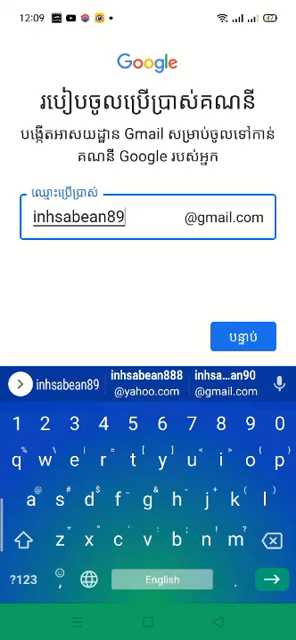 12:09
47
Google
របៀបចូលប្រើប្រាស់គណនី
បង្កើតអាសយដ្ឋាន Gmail សម្រាប់ចូលទៅកាន់
គណនី Google របស់អ្នក
ឈ្មោះប្រើប្រាស់
inhsabean89 @gmail.com
បន្ទាប់
inhsabean89 inhsabean888 @yahoo.com inhsa...an90 @gmail.com
1 2 3 4 5 6 7 8 9 0
q w e r t y u i o p
a s d f g h j k l
z x c v b n m
?123 , English .